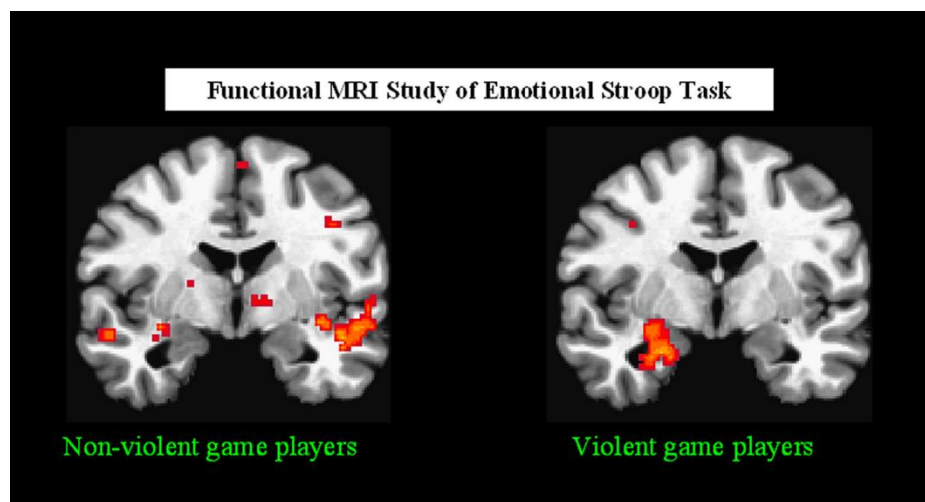 Functional MRI Study of Emotional Stroop Task
Non-violent game players
Violent game players